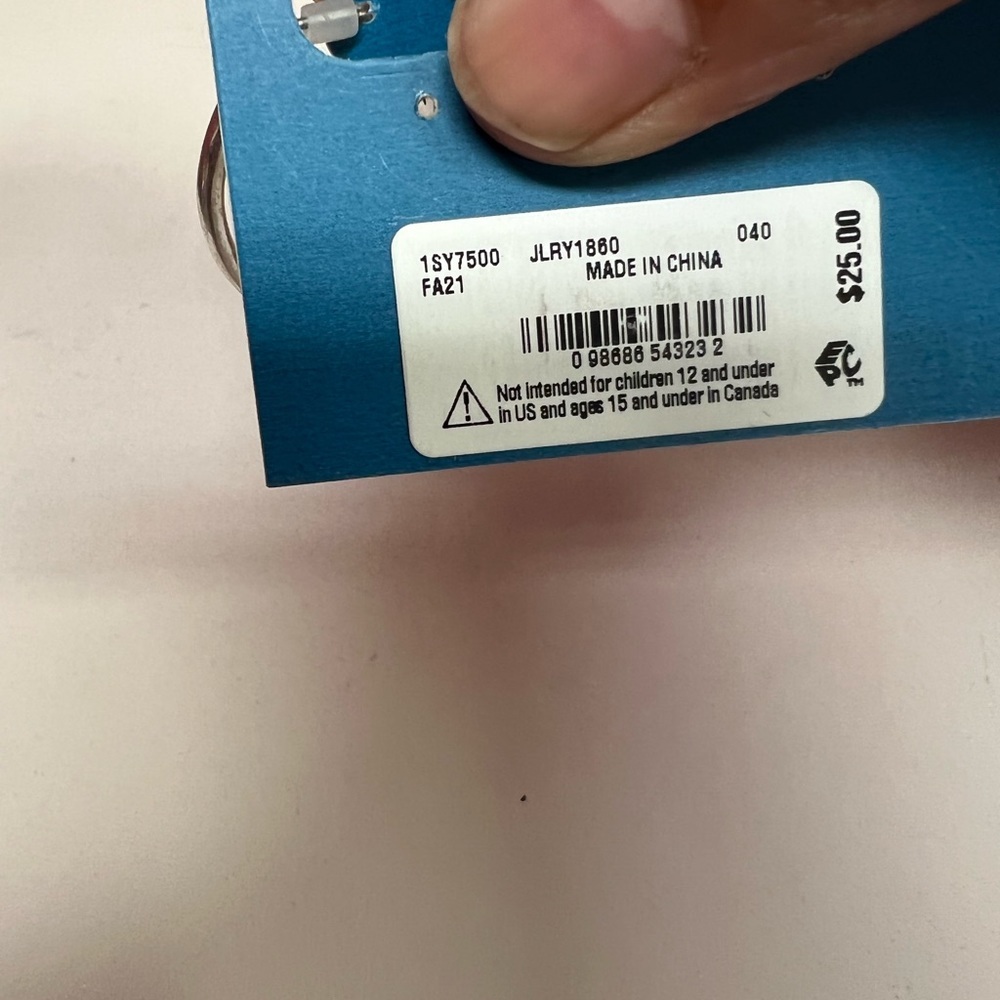 1SY7500 JLRY1860 040
FA21 MADE IN CHINA
$25.00
0 98686 54323 2
Not intended for children 12 and under
in US and ages 15 and under in Canada
EPC™